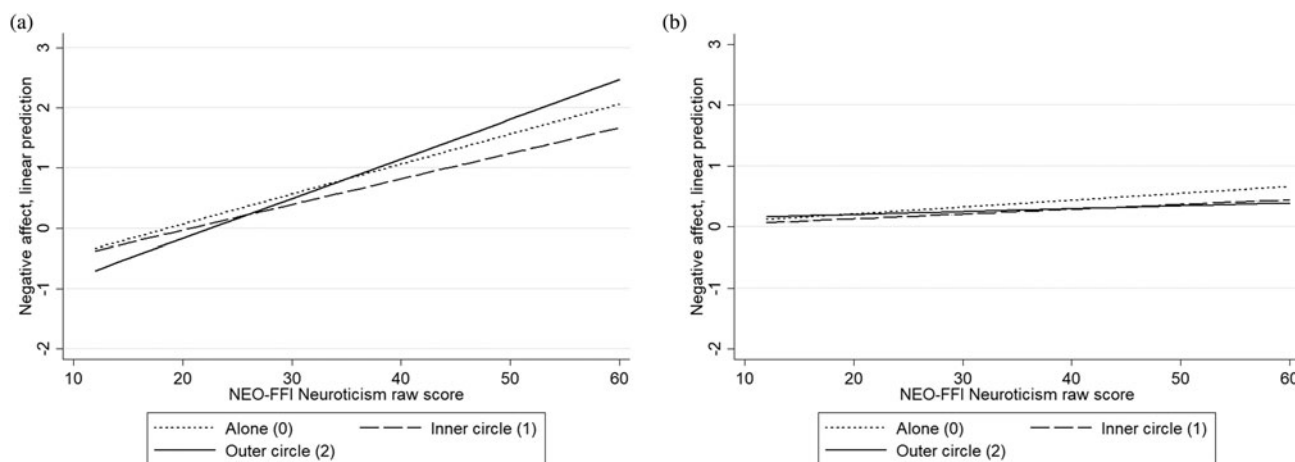 (a)
Negative affect, linear prediction
3
2
1
0
-1
-2
10 20 30 40 50 60
NEO-FFI Neuroticism raw score
Alone (0) Inner circle (1)
Outer circle (2)
(b)
Negative affect, linear prediction
3
2
1
0
-1
-2
10 20 30 40 50 60
NEO-FFI Neuroticism raw score
Alone (0) Inner circle (1)
Outer circle (2)